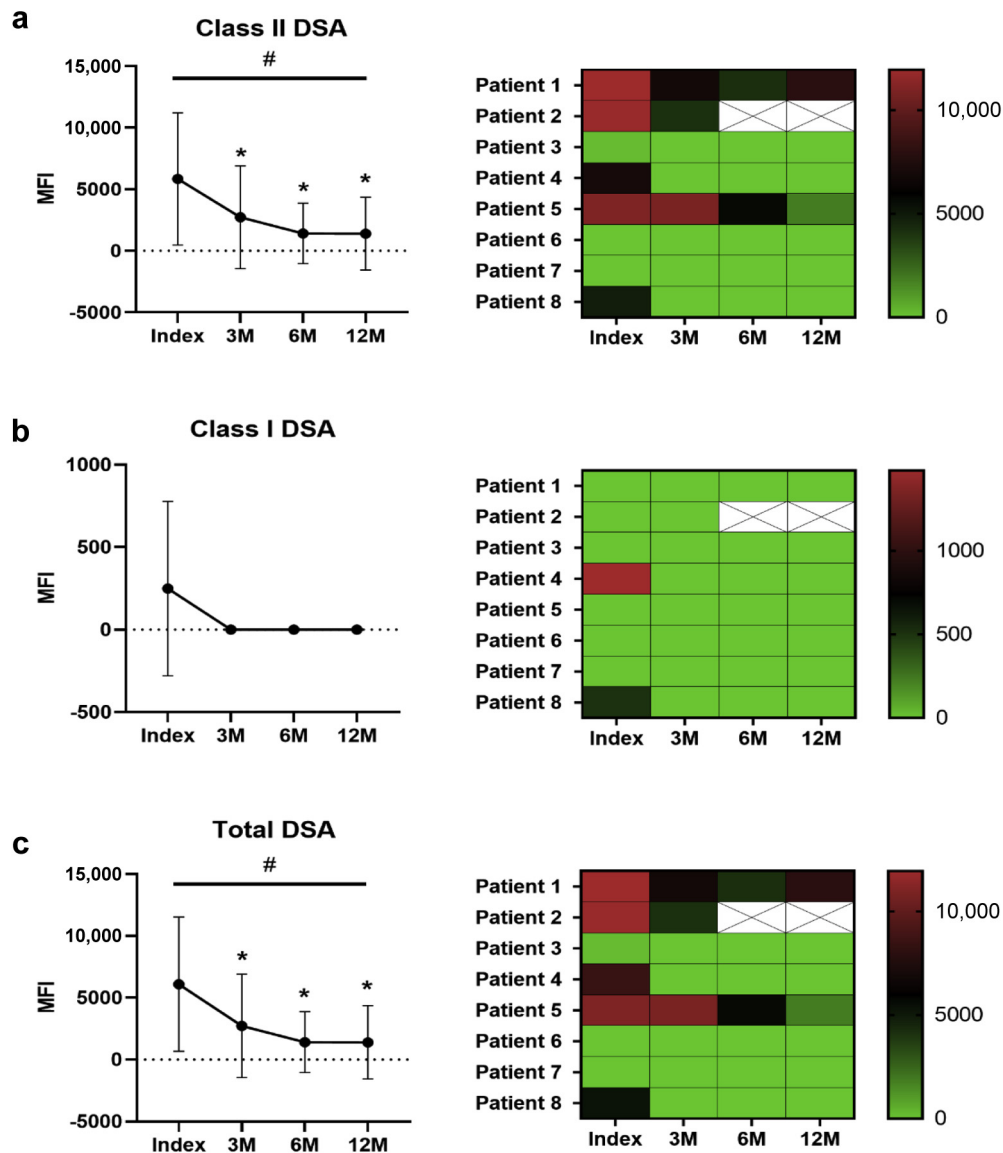 a
Class II DSA
#
15,000
10,000
5000
0
-5000
MFI
*
*
*
Index 3M 6M 12M
Patient 1
Patient 2
Patient 3
Patient 4
Patient 5
Patient 6
Patient 7
Patient 8
Index 3M 6M 12M
10,000
5000
0
b
Class I DSA
1000
500
0
-500
MFI
Index 3M 6M 12M
Patient 1
Patient 2
Patient 3
Patient 4
Patient 5
Patient 6
Patient 7
Patient 8
Index 3M 6M 12M
1000
500
0
c
Total DSA
#
15,000
10,000
5000
0
-5000
MFI
*
*
*
Index 3M 6M 12M
Patient 1
Patient 2
Patient 3
Patient 4
Patient 5
Patient 6
Patient 7
Patient 8
Index 3M 6M 12M
10,000
5000
0